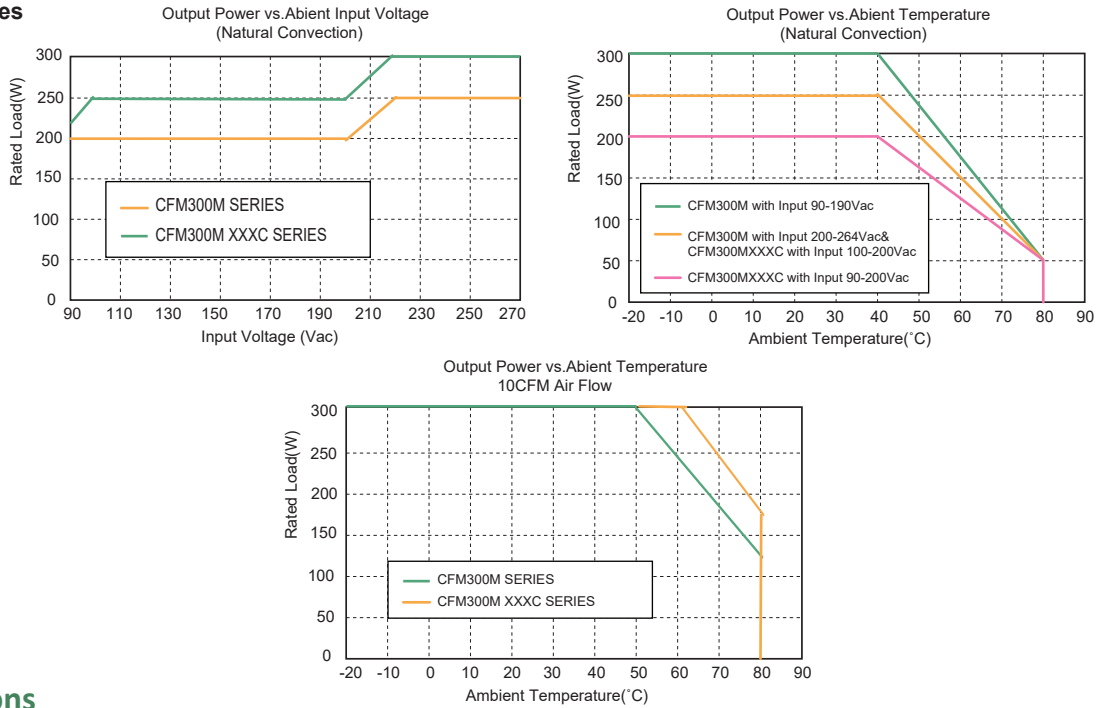 es
Output Power vs.Abient Input Voltage
(Natural Convection)
Rated Load(W)
300
250
200
150
100
50
0
CFM300M SERIES
CFM300M XXXC SERIES
90 110 130 150 170 190 210 230 250 270
Input Voltage (Vac)
Output Power vs.Abient Temperature
(Natural Convection)
Rated Load(W)
300
250
200
150
100
50
0
CFM300M with Input 90-190Vac
CFM300M with Input 200-264Vac&
CFM300MXXXC with Input 100-200Vac
CFM300MXXXC with Input 90-200Vac
-20 -10 0 10 20 30 40 50 60 70 80 90
Ambient Temperature(˚C)
Output Power vs.Abient Temperature
10CFM Air Flow
Rated Load(W)
300
250
200
150
100
50
0
CFM300M SERIES
CFM300M XXXC SERIES
-20 -10 0 10 20 30 40 50 60 70 80 90
Ambient Temperature(˚C)
ons